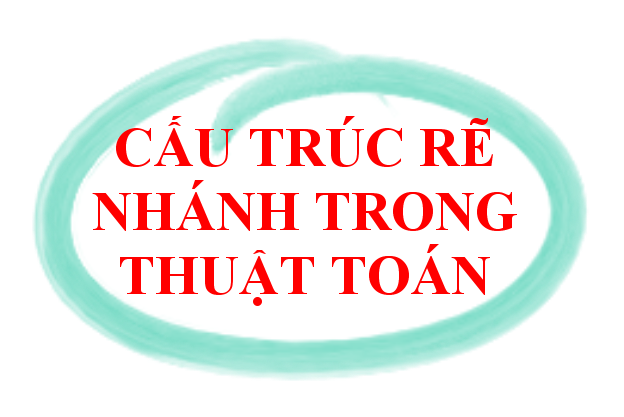 CẤU TRÚC RẼ
NHÁNH TRONG
THUẬT TOÁN